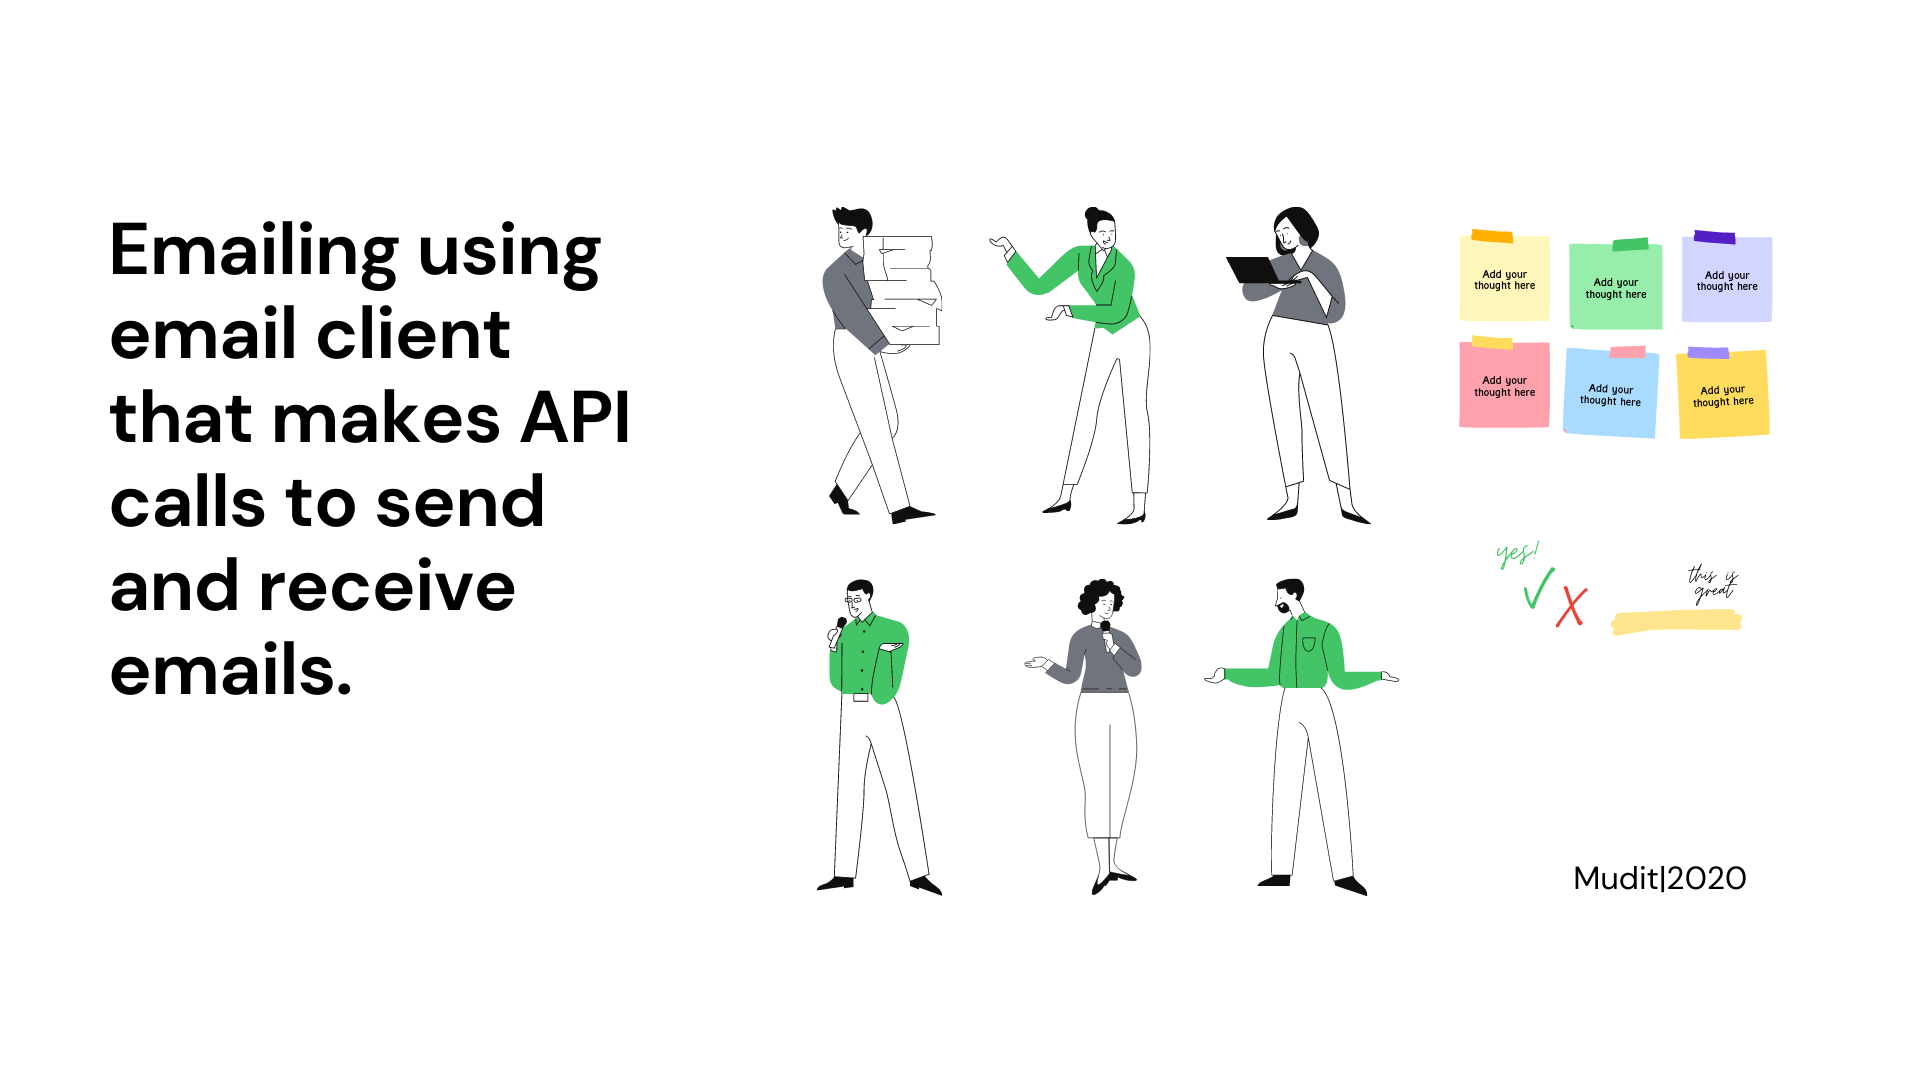 Emailing using
email client
that makes API
calls to send
and receive
emails.
Add your
thought here
Add your
thought here
Add your
thought here
Add your
thought here
Add your
thought here
Add your
thought here
yes!
this is
great
Mudit|2020